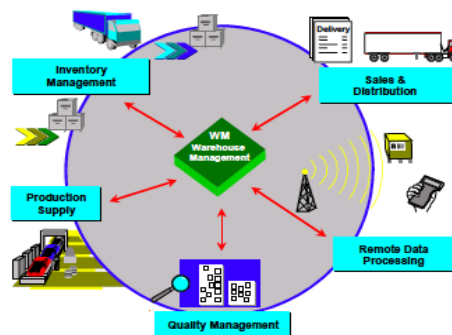 Delivery
Inventory
Management
Sales &
Distribution
WM
Warehouse
Management
Production
Supply
Remote Data
Processing
Quality Management